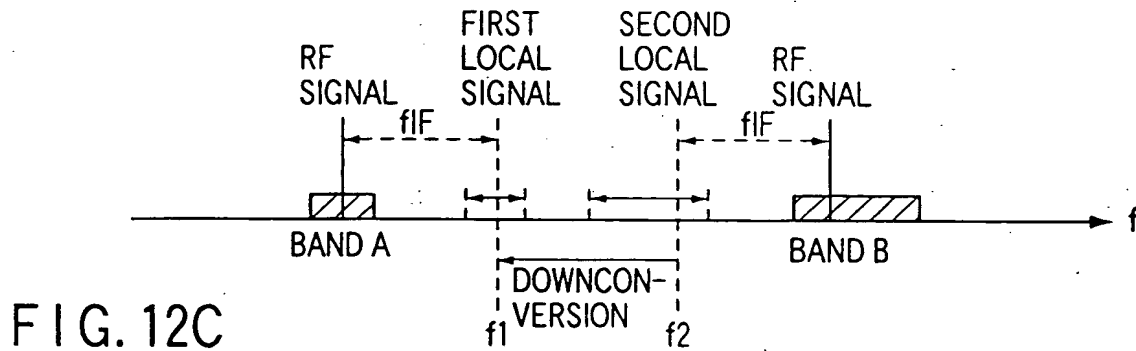 RF
SIGNAL
FIRST
LOCAL
SIGNAL
SECOND
LOCAL
SIGNAL
RF
SIGNAL
fIF
fIF
f
BAND A
BAND B
DOWNCON-
VERSION
f1
f2
FIG. 12C